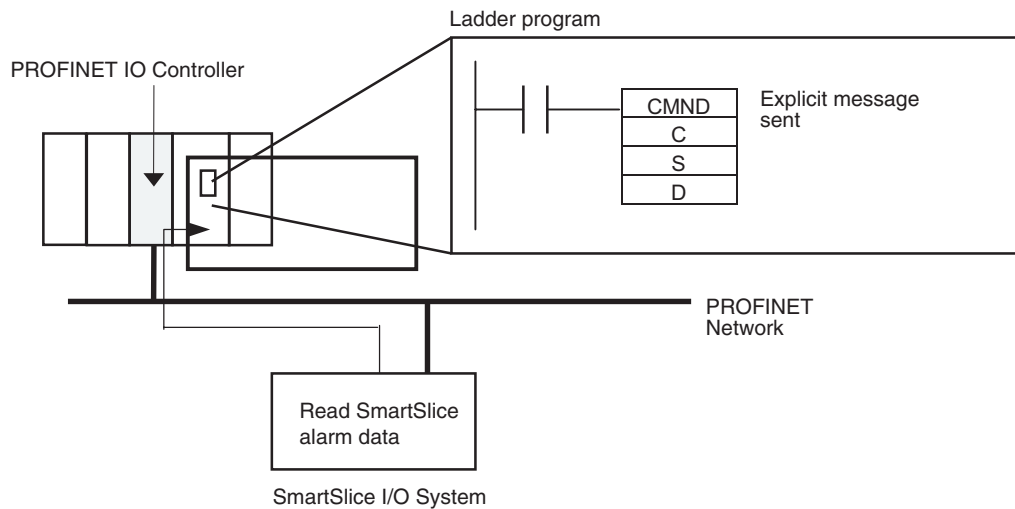 Ladder program
PROFINET IO Controller
CMND
C
S
D
Explicit message
sent
PROFINET
Network
Read SmartSlice
alarm data
SmartSlice I/O System